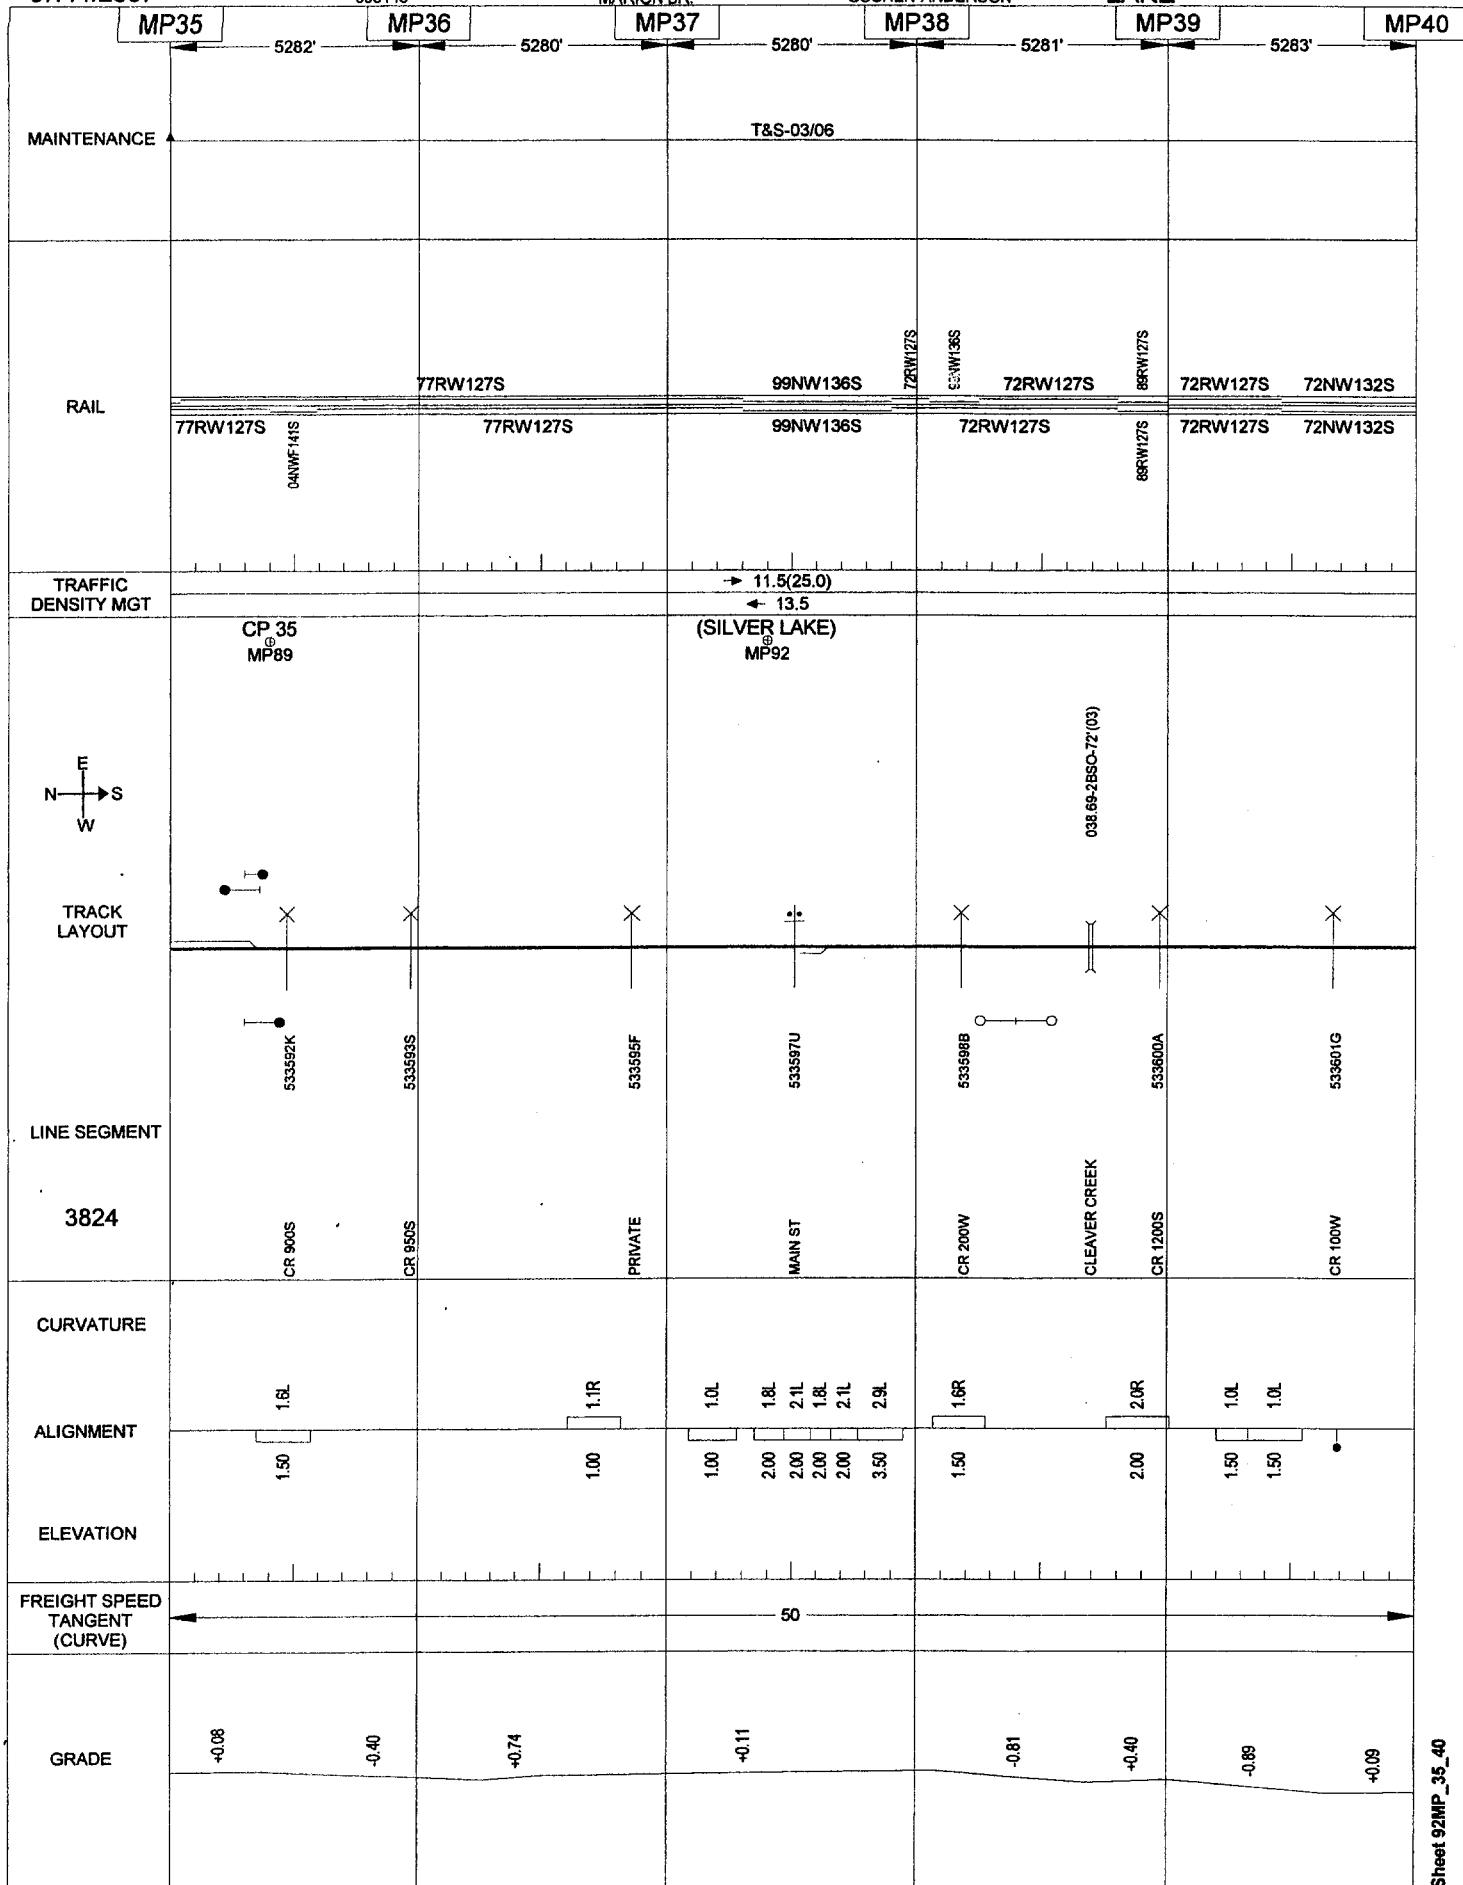 MP35 MP36 MP37 MP38 MP39 MP40
5282' 5280' 5280' 5281' 5283'
MAINTENANCE
T&S-03/06
72RW127S 89RW127S
77RW127S 99NW136S 72RW127S 72RW127S 72NW132S
RAIL
77RW127S 77RW127S 99NW136S 72RW127S 72RW127S 72NW132S
04NWF141S 89RW127S
TRAFFIC
DENSITY MGT
11.5(25.0)
13.5
CP 35
MP89
(SILVER LAKE)
MP92
038.69-2BSO-72'(03)
E
N S
W
TRACK
LAYOUT
533592K 533593S 533595F 533597U 533598B 533600A 533601G
LINE SEGMENT
3824
CR 900S CR 950S PRIVATE MAIN ST CR 200W CLEAVER CREEK CR 1200S CR 100W
CURVATURE
1.6L 1.1R 1.0L 1.8L 2.1L 1.8L 2.1L 2.9L 1.6R 2.0R 1.0L 1.0L
ALIGNMENT
1.50 1.00 1.00 2.00 2.00 2.00 2.00 3.50 1.50 2.00 1.50 1.50
ELEVATION
FREIGHT SPEED
TANGENT
(CURVE)
50
GRADE
+0.08 -0.40 +0.74 +0.11 -0.81 +0.40 -0.89 +0.09
Sheet 92MP_35_40